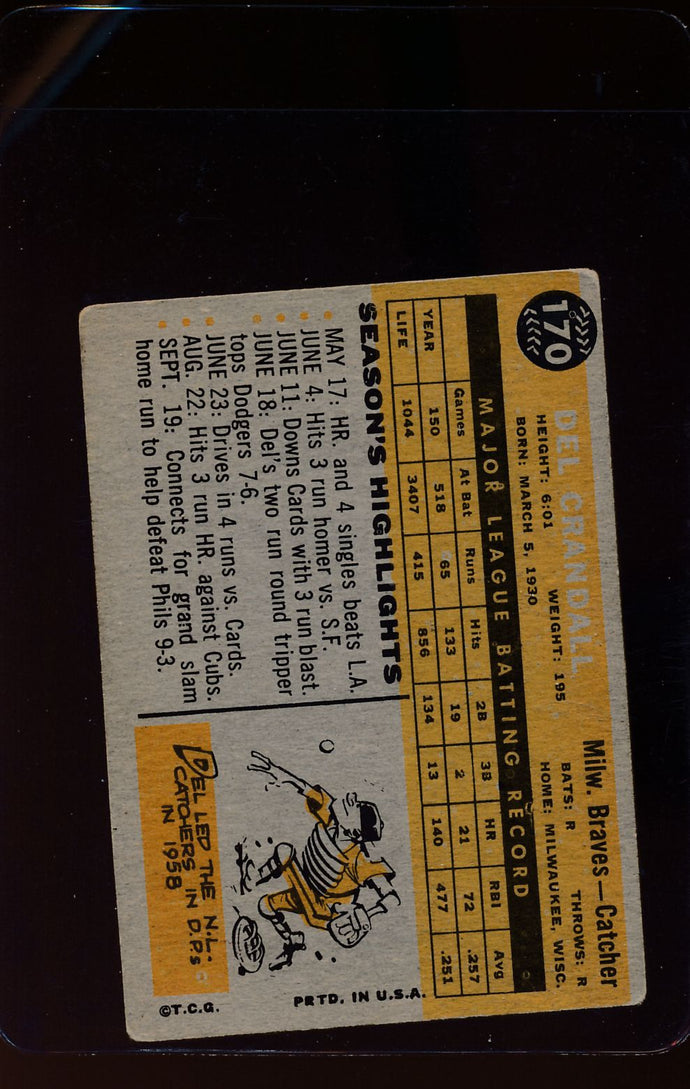 170
DEL CRANDALL
Milw. Braves—Catcher
HEIGHT: 6:01 WEIGHT: 195 BATS: R THROWS: R
BORN: MARCH 5, 1930 HOME: MILWAUKEE, WISC.
MAJOR LEAGUE BATTING RECORD
Games At Bat Runs Hits 2B 3B HR RBI Avg
YEAR 150 518 65 133 19 2 21 72 .257
LIFE 1044 3407 415 856 134 13 140 477 .251
SEASON'S HIGHLIGHTS
MAY 17: HR. and 4 singles beats L.A.
JUNE 4: Hits 3 run homer vs. S.F.
JUNE 11: Downs Cards with 3 run blast.
JUNE 18: Del's two run round tripper
tops Dodgers 7-6.
JUNE 23: Drives in 4 runs vs. Cards.
AUG. 22: Hits 3 run HR. against Cubs.
SEPT. 19: Connects for grand slam
home run to help defeat Phils 9-3.
DEL LED THE N.L.
CATCHERS IN D.P.s
IN 1958
PRTD. IN U.S.A.
©T.C.G.